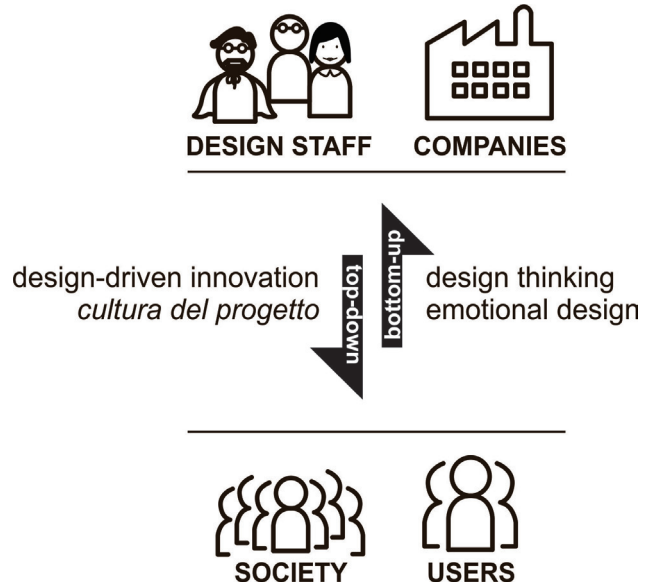 DESIGN STAFF
COMPANIES
design-driven innovation
cultura del progetto
top-down
bottom-up
design thinking
emotional design
SOCIETY
USERS